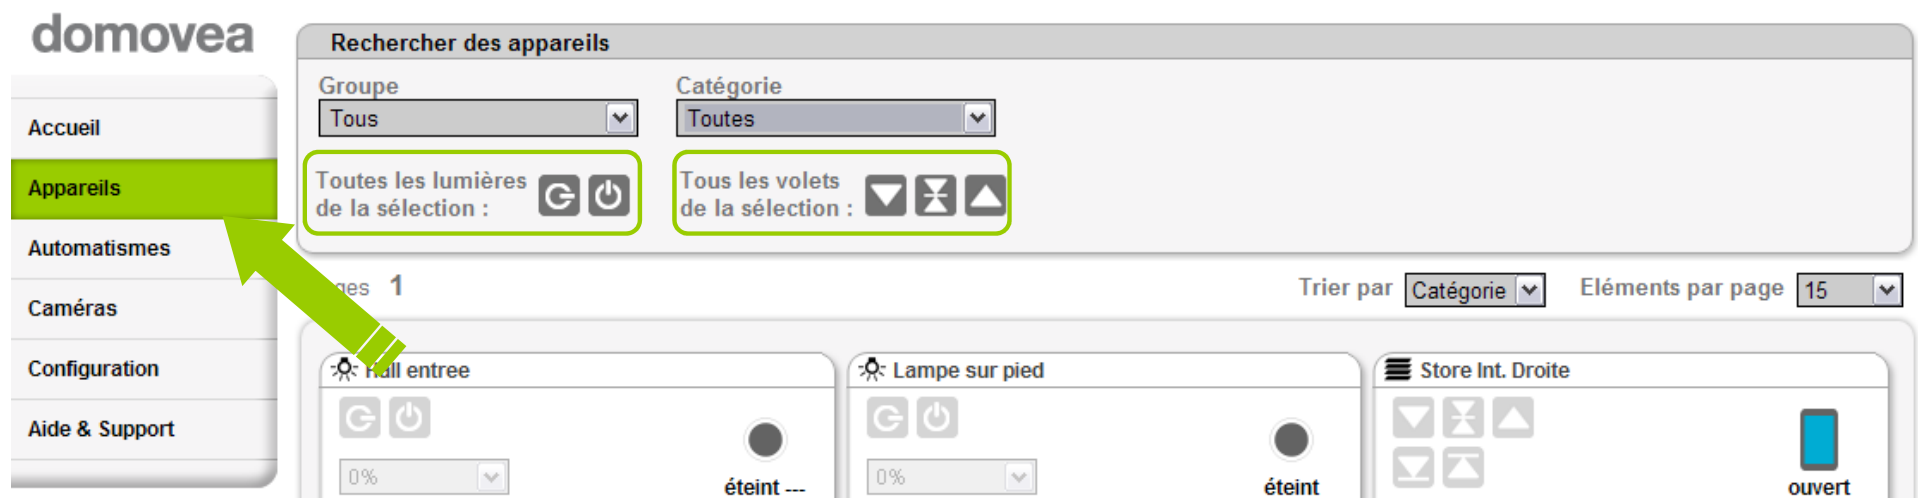 domovea
Accueil
Appareils
Automatismes
Caméras
Configuration
Aide & Support
Rechercher des appareils
Groupe
Tous
Catégorie
Toutes
Toutes les lumières
de la sélection :
Tous les volets
de la sélection :
1
Trier par Catégorie
Eléments par page 15
entree
0%
éteint ---
Lampe sur pied
0%
éteint
Store Int. Droite
ouvert